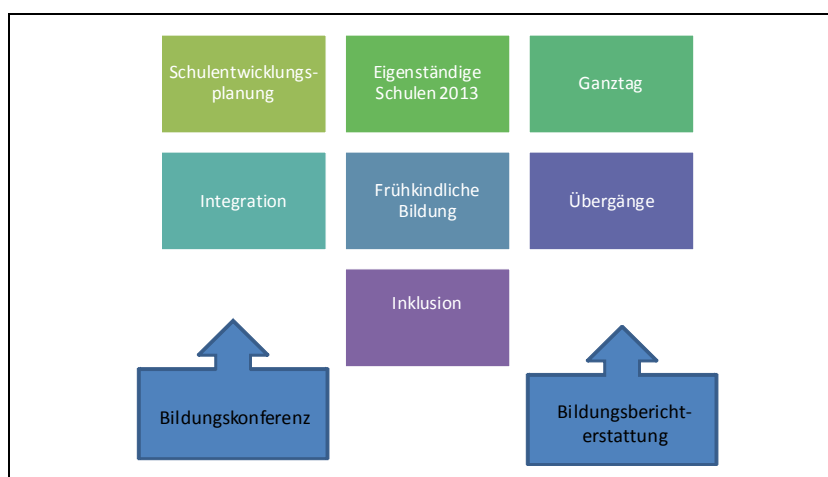 Schulentwicklungs-
planung
Eigenständige
Schulen 2013
Ganztag
Integration
Frühkindliche
Bildung
Übergänge
Inklusion
Bildungskonferenz
Bildungsbericht-
erstattung